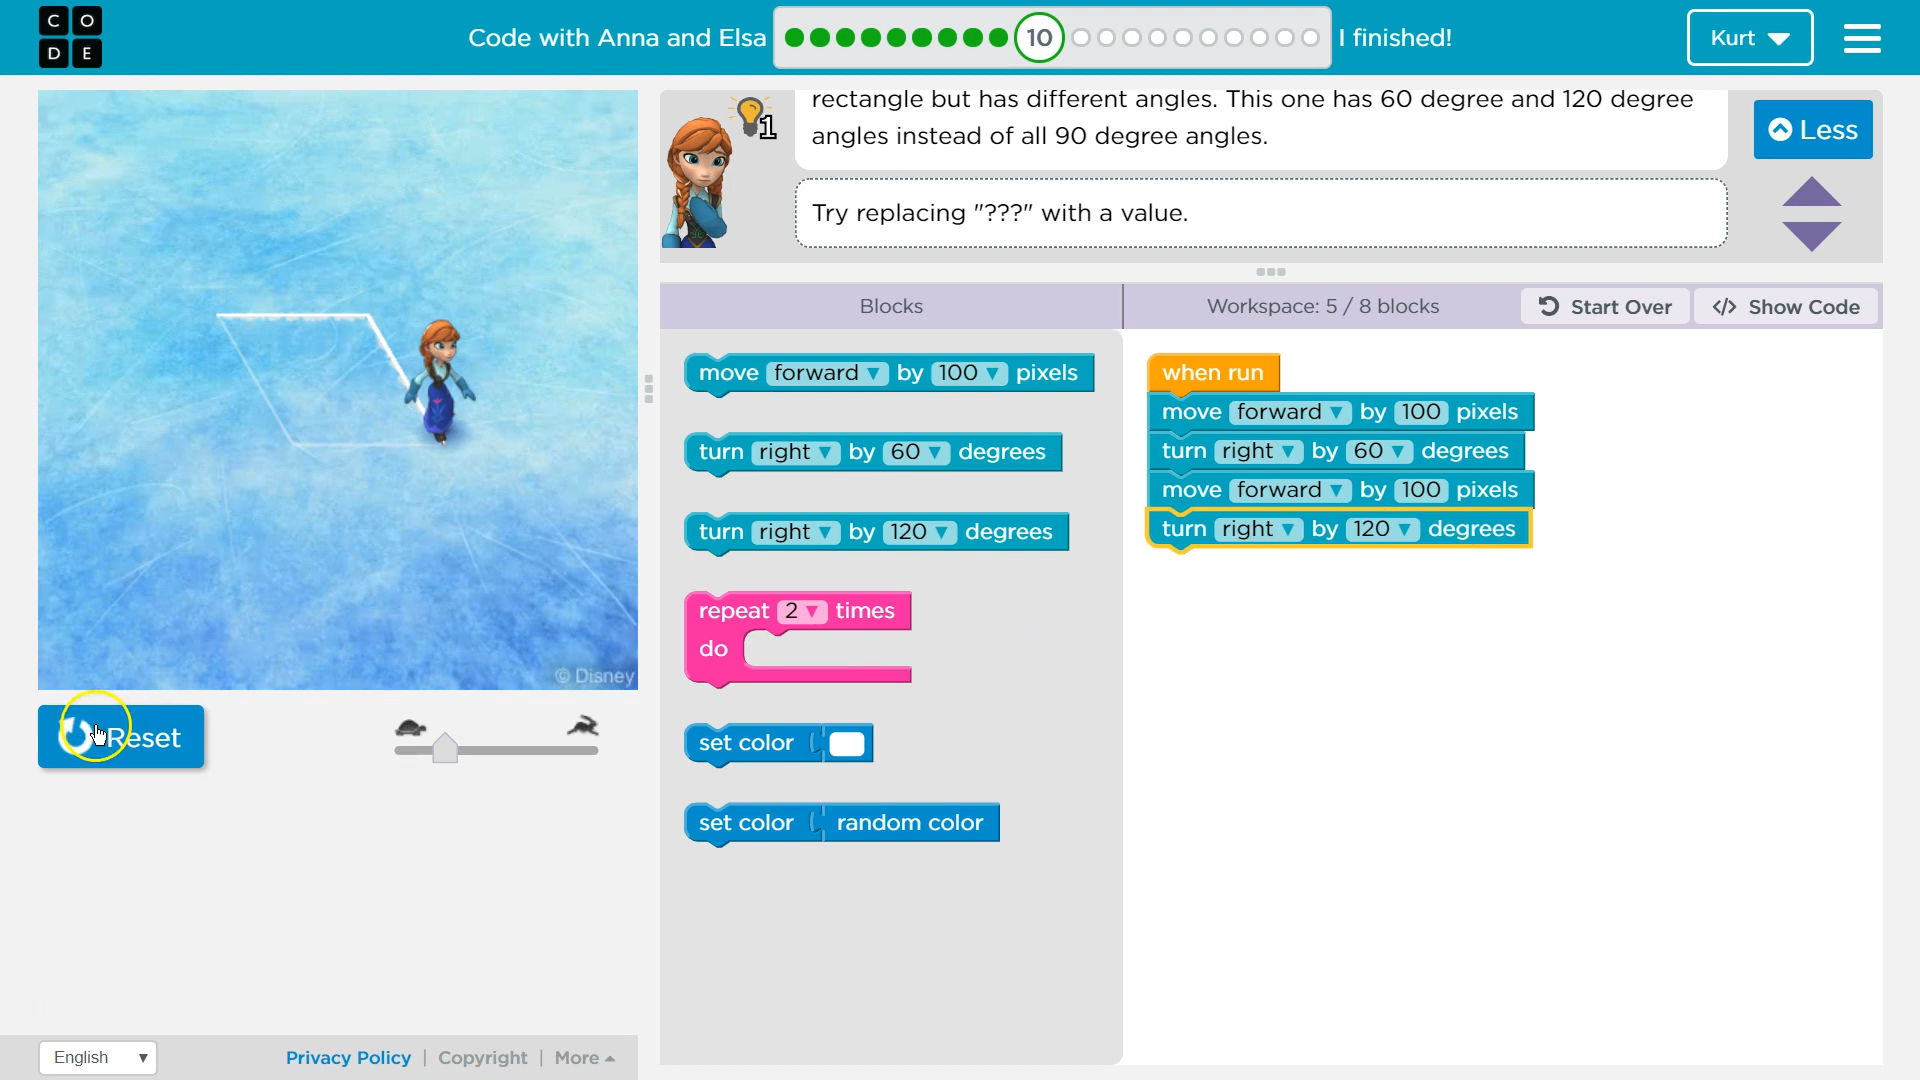 C O
D E
Code with Anna and Elsa
10
I finished!
Kurt
rectangle but has different angles. This one has 60 degree and 120 degree
angles instead of all 90 degree angles.
1
Less
Try replacing "???" with a value.
Blocks
Workspace: 5 / 8 blocks
Start Over
</> Show Code
move forward by 100 pixels
turn right by 60 degrees
turn right by 120 degrees
repeat 2 times
do
set color
set color random color
when run
move forward by 100 pixels
turn right by 60 degrees
move forward by 100 pixels
turn right by 120 degrees
© Disney
Reset
English
Privacy Policy | Copyright | More